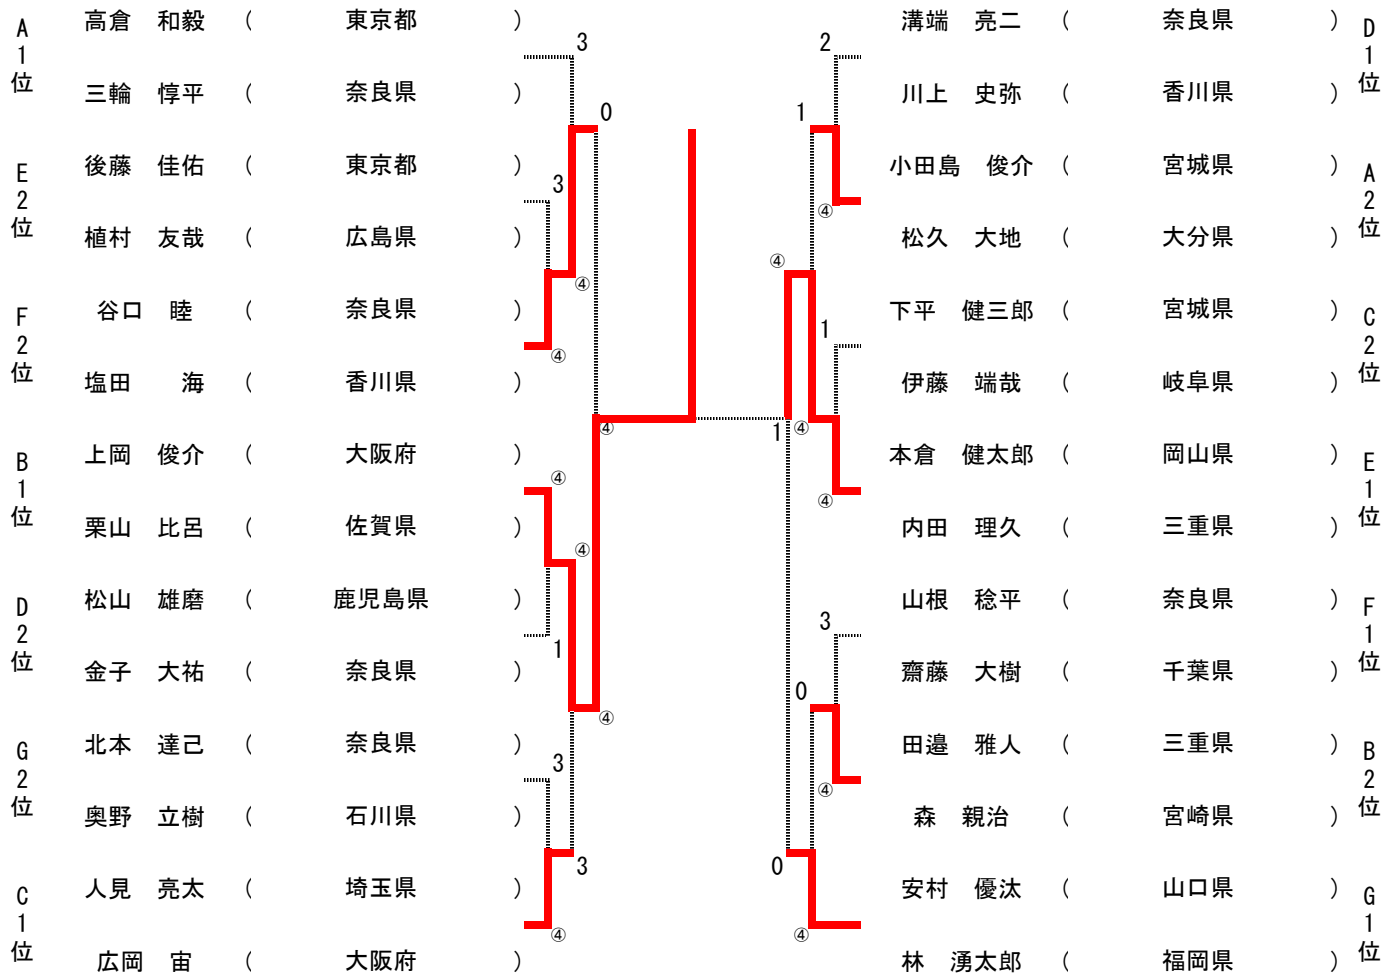 A1位
高倉 和毅 ( 東京都 )
三輪 惇平 ( 奈良県 )
E2位
後藤 佳佑 ( 東京都 )
植村 友哉 ( 広島県 )
F2位
谷口 睦 ( 奈良県 )
塩田 海 ( 香川県 )
B1位
上岡 俊介 ( 大阪府 )
栗山 比呂 ( 佐賀県 )
D2位
松山 雄磨 ( 鹿児島県 )
金子 大祐 ( 奈良県 )
G2位
北本 達己 ( 奈良県 )
奥野 立樹 ( 石川県 )
C1位
人見 亮太 ( 埼玉県 )
広岡 宙 ( 大阪府 )
3
0
3
④
④
④
④
④
1
④
3
3
④
2
1
④
④
1
1
④
④
3
0
④
0
④
溝端 亮二 ( 奈良県 )
川上 史弥 ( 香川県 )
D1位
小田島 俊介 ( 宮城県 )
松久 大地 ( 大分県 )
A2位
下平 健三郎 ( 宮城県 )
伊藤 端哉 ( 岐阜県 )
C2位
本倉 健太郎 ( 岡山県 )
内田 理久 ( 三重県 )
E1位
山根 稔平 ( 奈良県 )
齋藤 大樹 ( 千葉県 )
F1位
田邉 雅人 ( 三重県 )
森 親治 ( 宮崎県 )
B2位
安村 優汰 ( 山口県 )
林 湧太郎 ( 福岡県 )
G1位